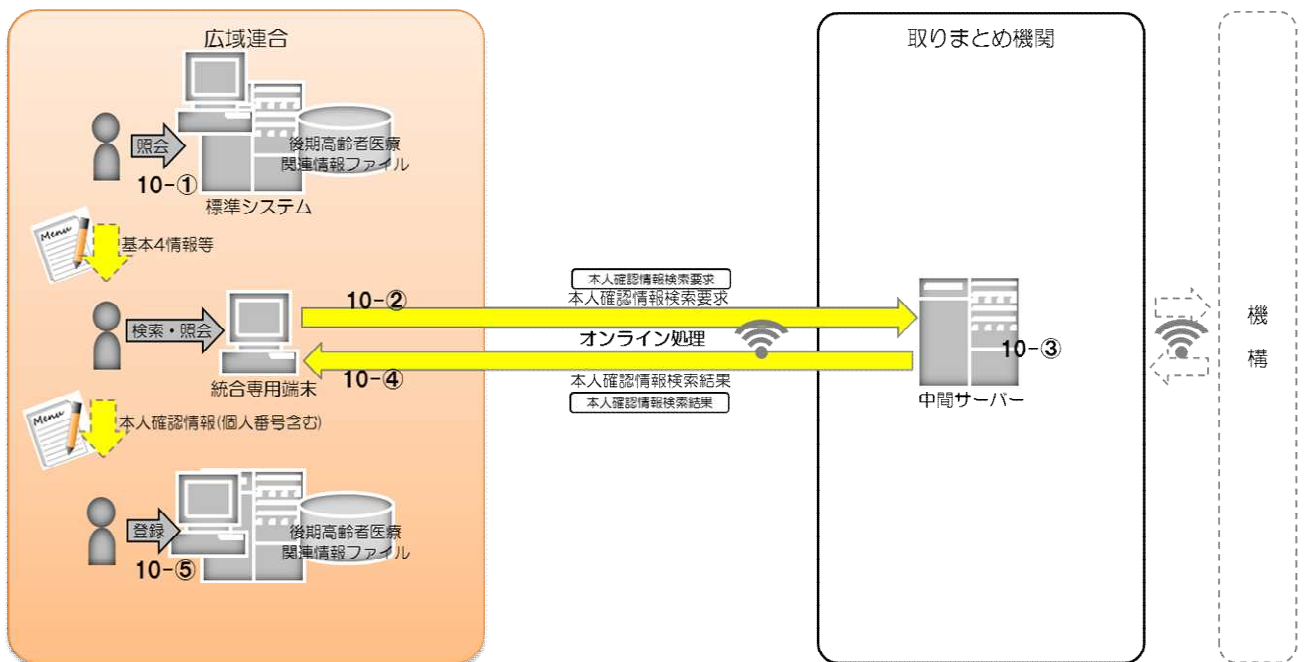 広域連合
取りまとめ機関
照会
10-①
後期高齢者医療
関連情報ファイル
標準システム
Menu
基本4情報等
検索・照会
統合専用端末
10-②
本人確認情報検索要求
本人確認情報検索要求
オンライン処理
10-④
本人確認情報検索結果
本人確認情報検索結果
10-③
中間サーバー
機
構
Menu
本人確認情報(個人番号含む)
登録
10-⑤
後期高齢者医療
関連情報ファイル